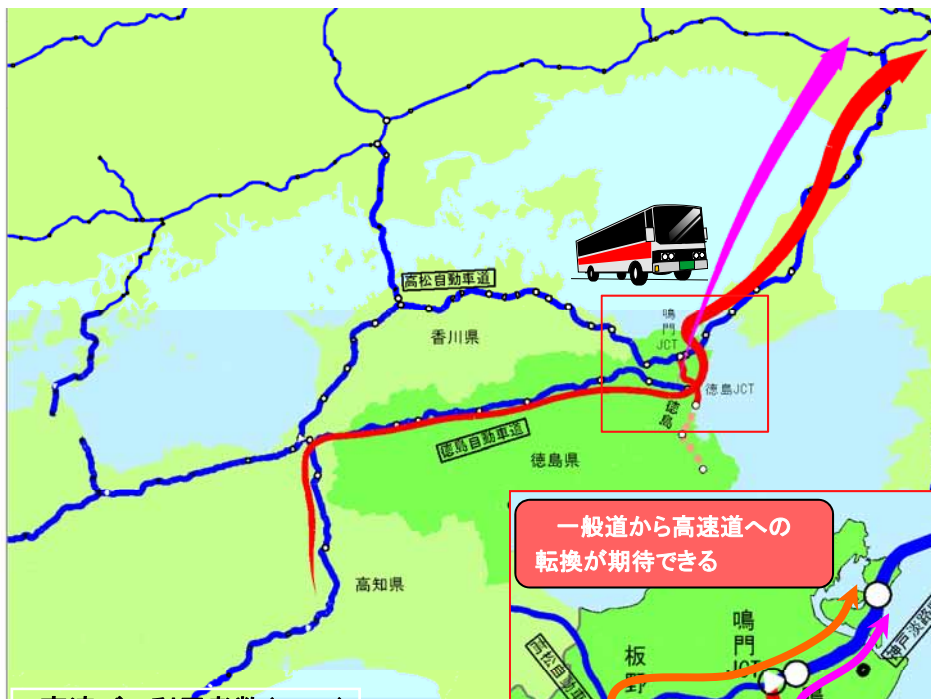 高松自動車道
香川県
鳴
門
JCT
徳島JCT
徳島
徳島自動車道
徳島県
高知県
一般道から高速道への
転換が期待できる
鳴
門
板
野